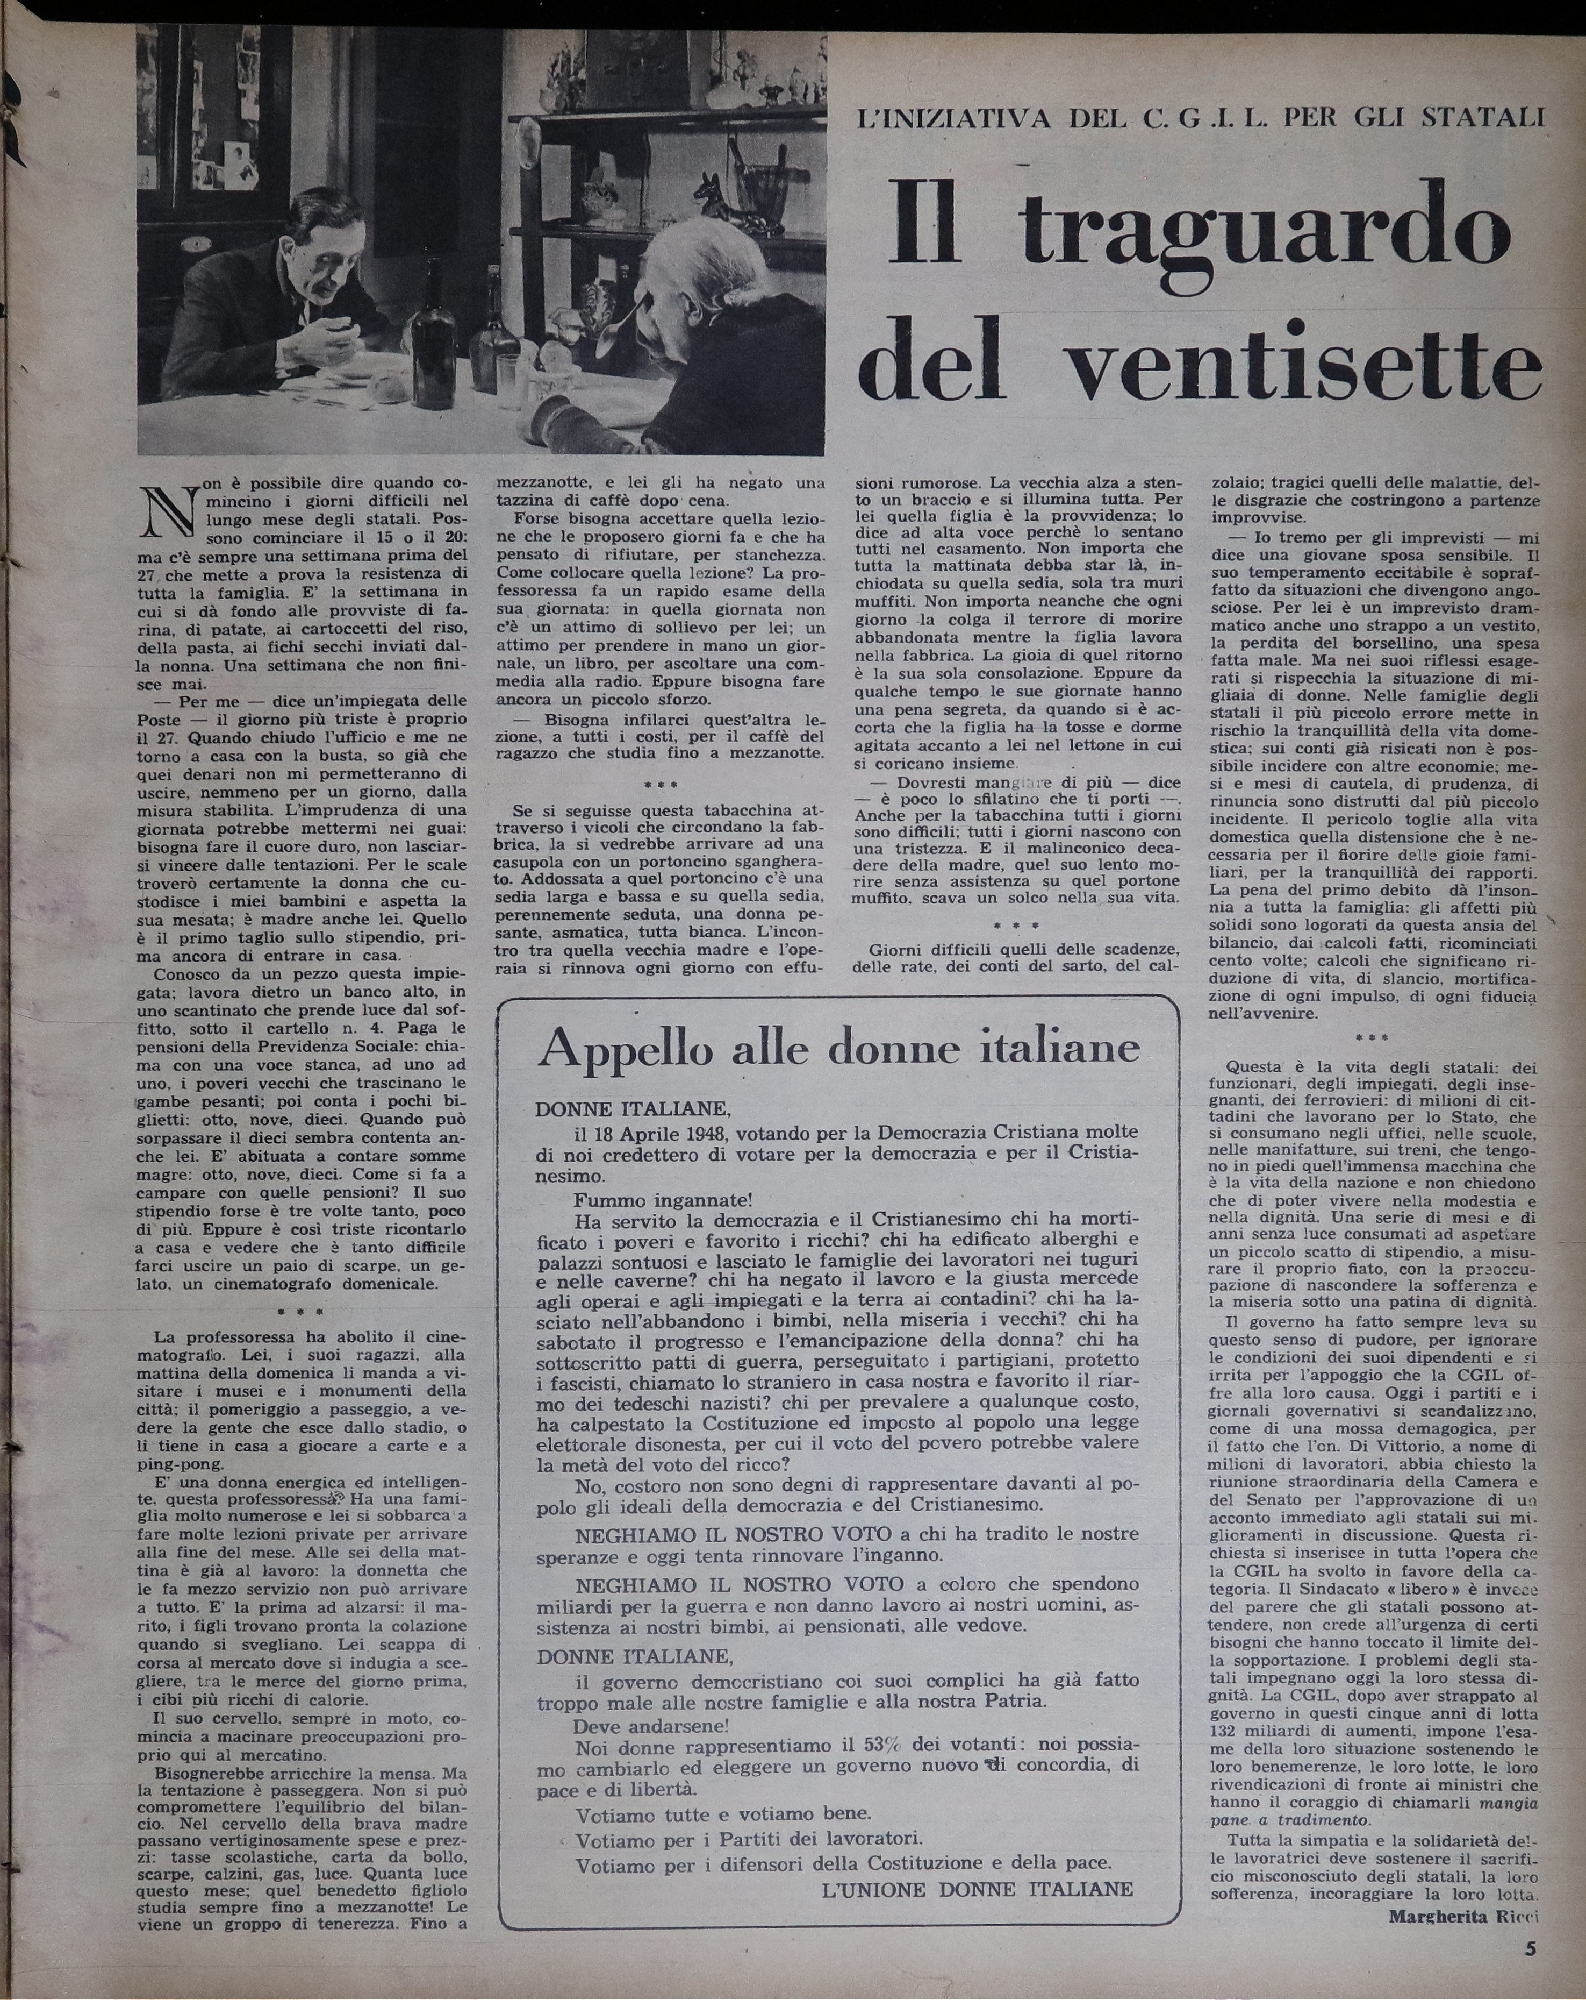 L'INIZIATIVA DEL C. G .I. L. PER GLI STATALI
Il traguardo
del ventisette
Non è possibile dire quando co-
mincino i giorni difficili nel
lungo mese degli statali. Pos-
sono cominciare il 15 o il 20:
ma c'è sempre una settimana prima del
27 che mette a prova la resistenza di
tutta la famiglia. E' la settimana in
cui si dà fondo alle provviste di fa-
rina, di patate, ai cartoccetti del riso,
della pasta, ai fichi secchi inviati dal-
la nonna. Una settimana che non fini-
sce mai.
— Per me — dice un'impiegata delle
Poste — il giorno più triste è proprio
il 27. Quando chiudo l'ufficio e me ne
torno a casa con la busta, so già che
quei denari non mi permetteranno di
uscire, nemmeno per un giorno, dalla
misura stabilita. L'imprudenza di una
giornata potrebbe mettermi nei guai:
bisogna fare il cuore duro, non lasciar-
si vincere dalle tentazioni. Per le scale
troverò certamente la donna che cu-
stodisce i miei bambini e aspetta la
sua mesata; è madre anche lei. Quello
è il primo taglio sullo stipendio, pri-
ma ancora di entrare in casa.
Conosco da un pezzo questa impie-
gata; lavora dietro un banco alto, in
uno scantinato che prende luce dal sof-
fitto, sotto il cartello n. 4. Paga le
pensioni della Previdenza Sociale: chia-
ma con una voce stanca, ad uno ad
uno, i poveri vecchi che trascinano le
gambe pesanti; poi conta i pochi bi-
glietti: otto, nove, dieci. Quando può
sorpassare il dieci sembra contenta an-
che lei. E' abituata a contare somme
magre: otto, nove, dieci. Come si fa a
campare con quelle pensioni? Il suo
stipendio forse è tre volte tanto, poco
di più. Eppure è così triste ricontarlo
a casa e vedere che è tanto difficile
farci uscire un paio di scarpe, un ge-
lato, un cinematografo domenicale.
* * *
La professoressa ha abolito il cine-
matografo. Lei, i suoi ragazzi, alla
mattina della domenica li manda a vi-
sitare i musei e i monumenti della
città; il pomeriggio a passeggio, a ve-
dere la gente che esce dallo stadio, o
li tiene in casa a giocare a carte e a
ping-pong.
E' una donna energica ed intelligen-
te, questa professoressa? Ha una fami-
glia molto numerosa e lei si sobbarca a
fare molte lezioni private per arrivare
alla fine del mese. Alle sei della mat-
tina è già al lavoro: la donnetta che
le fa mezzo servizio non può arrivare
a tutto. E' la prima ad alzarsi: il ma-
rito, i figli trovano pronta la colazione
quando si svegliano. Lei scappa di
corsa al mercato dove si indugia a sce-
gliere, tra le merce del giorno prima,
i cibi più ricchi di calorie.
Il suo cervello, sempre in moto, co-
mincia a macinare preoccupazioni pro-
prio qui al mercatino.
Bisognerebbe arricchire la mensa. Ma
la tentazione è passeggera. Non si può
compromettere l'equilibrio del bilan-
cio. Nel cervello della brava madre
passano vertiginosamente spese e prez-
zi: tasse scolastiche, carta da bollo,
scarpe, calzini, gas, luce. Quanta luce
questo mese; quel benedetto figliolo
studia sempre fino a mezzanotte! Le
viene un groppo di tenerezza. Fino a
mezzanotte, e lei gli ha negato una
tazzina di caffè dopo cena.
Forse bisogna accettare quella lezio-
ne che le proposero giorni fa e che ha
pensato di rifiutare, per stanchezza.
Come collocare quella lezione? La pro-
fessoressa fa un rapido esame della
sua giornata: in quella giornata non
c'è un attimo di sollievo per lei; un
attimo per prendere in mano un gior-
nale, un libro, per ascoltare una com-
media alla radio. Eppure bisogna fare
ancora un piccolo sforzo.
— Bisogna infilarci quest'altra le-
zione, a tutti i costi, per il caffè del
ragazzo che studia fino a mezzanotte.
* * *
Se si seguisse questa tabacchina at-
traverso i vicoli che circondano la fab-
brica, la si vedrebbe arrivare ad una
casupola con un portoncino sganghera-
to. Addossata a quel portoncino c'è una
sedia larga e bassa e su quella sedia,
perennemente seduta, una donna pe-
sante, asmatica, tutta bianca. L'incon-
tro tra quella vecchia madre e l'ope-
raia si rinnova ogni giorno con effu-
sioni rumorose. La vecchia alza a sten-
to un braccio e si illumina tutta. Per
lei quella figlia è la provvidenza; lo
dice ad alta voce perchè lo sentano
tutti nel casamento. Non importa che
tutta la mattinata debba star là, in-
chiodata su quella sedia, sola tra muri
muffiti. Non importa neanche che ogni
giorno la colga il terrore di morire
abbandonata mentre la figlia lavora
nella fabbrica. La gioia di quel ritorno
è la sua sola consolazione. Eppure da
qualche tempo le sue giornate hanno
una pena segreta, da quando si è ac-
corta che la figlia ha la tosse e dorme
agitata accanto a lei nel lettone in cui
si coricano insieme.
— Dovresti mangiare di più — dice
— è poco lo sfilatino che ti porti —.
Anche per la tabacchina tutti i giorni
sono difficili; tutti i giorni nascono con
una tristezza. E il malinconico deca-
dere della madre, quel suo lento mo-
rire senza assistenza su quel portone
muffito, scava un solco nella sua vita.
* * *
Giorni difficili quelli delle scadenze,
delle rate, dei conti del sarto, del cal-
zolaio; tragici quelli delle malattie, del-
le disgrazie che costringono a partenze
improvvise.
— Io tremo per gli imprevisti — mi
dice una giovane sposa sensibile. Il
suo temperamento eccitabile è sopraf-
fatto da situazioni che divengono ango-
sciose. Per lei è un imprevisto dram-
matico anche uno strappo a un vestito,
la perdita del borsellino, una spesa
fatta male. Ma nei suoi riflessi esage-
rati si rispecchia la situazione di mi-
gliaia di donne. Nelle famiglie degli
statali il più piccolo errore mette in
rischio la tranquillità della vita dome-
stica; sui conti già risicati non è pos-
sibile incidere con altre economie; me-
si e mesi di cautela, di prudenza, di
rinuncia sono distrutti dal più piccolo
incidente. Il pericolo toglie alla vita
domestica quella distensione che è ne-
cessaria per il fiorire delle gioie fami-
liari, per la tranquillità dei rapporti.
La pena del primo debito dà l'inson-
nia a tutta la famiglia: gli affetti più
solidi sono logorati da questa ansia del
bilancio, dai calcoli fatti, ricominciati
cento volte; calcoli che significano ri-
duzione di vita, di slancio, mortifica-
zione di ogni impulso, di ogni fiducia
nell'avvenire.
* * *
Questa è la vita degli statali: dei
funzionari, degli impiegati, degli inse-
gnanti, dei ferrovieri: di milioni di cit-
tadini che lavorano per lo Stato, che
si consumano negli uffici, nelle scuole,
nelle manifatture, sui treni, che tengo-
no in piedi quell'immensa macchina che
è la vita della nazione e non chiedono
che di poter vivere nella modestia e
nella dignità. Una serie di mesi e di
anni senza luce consumati ad aspettare
un piccolo scatto di stipendio, a misu-
rare il proprio fiato, con la preoccu-
pazione di nascondere la sofferenza e
la miseria sotto una patina di dignità.
Il governo ha fatto sempre leva su
questo senso di pudore, per ignorare
le condizioni dei suoi dipendenti e si
irrita per l'appoggio che la CGIL of-
fre alla loro causa. Oggi i partiti e i
giornali governativi si scandalizzano,
come di una mossa demagogica, per
il fatto che l'on. Di Vittorio, a nome di
milioni di lavoratori, abbia chiesto la
riunione straordinaria della Camera e
del Senato per l'approvazione di un
acconto immediato agli statali sui mi-
glioramenti in discussione. Questa ri-
chiesta si inserisce in tutta l'opera che
la CGIL ha svolto in favore della ca-
tegoria. Il Sindacato « libero » è invece
del parere che gli statali possono at-
tendere, non crede all'urgenza di certi
bisogni che hanno toccato il limite del-
la sopportazione. I problemi degli sta-
tali impegnano oggi la loro stessa di-
gnità. La CGIL, dopo aver strappato al
governo in questi cinque anni di lotta
132 miliardi di aumenti, impone l'esa-
me della loro situazione sostenendo le
loro benemerenze, le loro lotte, le loro
rivendicazioni di fronte ai ministri che
hanno il coraggio di chiamarli mangia
pane a tradimento.
Tutta la simpatia e la solidarietà del-
le lavoratrici deve sostenere il sacrifi-
cio misconosciuto degli statali, la loro
sofferenza, incoraggiare la loro lotta.
Margherita Ricci
Appello alle donne italiane
DONNE ITALIANE,
il 18 Aprile 1948, votando per la Democrazia Cristiana molte
di noi credettero di votare per la democrazia e per il Cristia-
nesimo.
Fummo ingannate!
Ha servito la democrazia e il Cristianesimo chi ha morti-
ficato i poveri e favorito i ricchi? chi ha edificato alberghi e
palazzi sontuosi e lasciato le famiglie dei lavoratori nei tuguri
e nelle caverne? chi ha negato il lavoro e la giusta mercede
agli operai e agli impiegati e la terra ai contadini? chi ha la-
sciato nell'abbandono i bimbi, nella miseria i vecchi? chi ha
sabotato il progresso e l'emancipazione della donna? chi ha
sottoscritto patti di guerra, perseguitato i partigiani, protetto
i fascisti, chiamato lo straniero in casa nostra e favorito il riar-
mo dei tedeschi nazisti? chi per prevalere a qualunque costo,
ha calpestato la Costituzione ed imposto al popolo una legge
elettorale disonesta, per cui il voto del povero potrebbe valere
la metà del voto del ricco?
No, costoro non sono degni di rappresentare davanti al po-
polo gli ideali della democrazia e del Cristianesimo.
NEGHIAMO IL NOSTRO VOTO a chi ha tradito le nostre
speranze e oggi tenta rinnovare l'inganno.
NEGHIAMO IL NOSTRO VOTO a coloro che spendono
miliardi per la guerra e non danno lavoro ai nostri uomini, as-
sistenza ai nostri bimbi, ai pensionati, alle vedove.
DONNE ITALIANE,
il governo democristiano coi suoi complici ha già fatto
troppo male alle nostre famiglie e alla nostra Patria.
Deve andarsene!
Noi donne rappresentiamo il 53% dei votanti: noi possia-
mo cambiarlo ed eleggere un governo nuovo di concordia, di
pace e di libertà.
Votiamo tutte e votiamo bene.
Votiamo per i Partiti dei lavoratori.
Votiamo per i difensori della Costituzione e della pace.
L'UNIONE DONNE ITALIANE
5